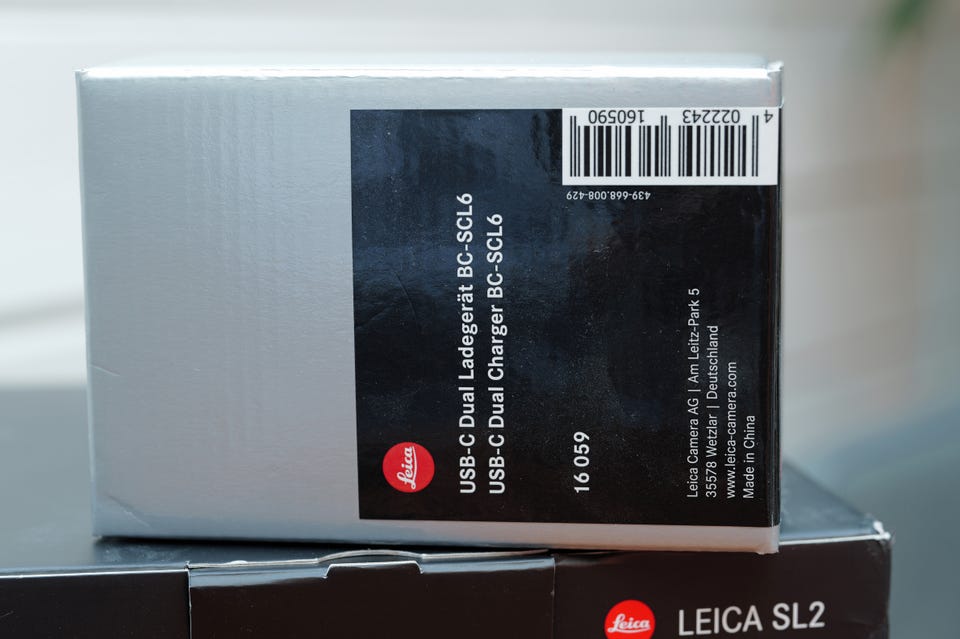 Leica
USB-C Dual Ladegerät BC-SCL6
USB-C Dual Charger BC-SCL6
16 059
Leica Camera AG | Am Leitz-Park 5
35578 Wetzlar | Deutschland
www.leica-camera.com
Made in China
4 022243 160590
439-668.008-429
Leica LEICA SL2